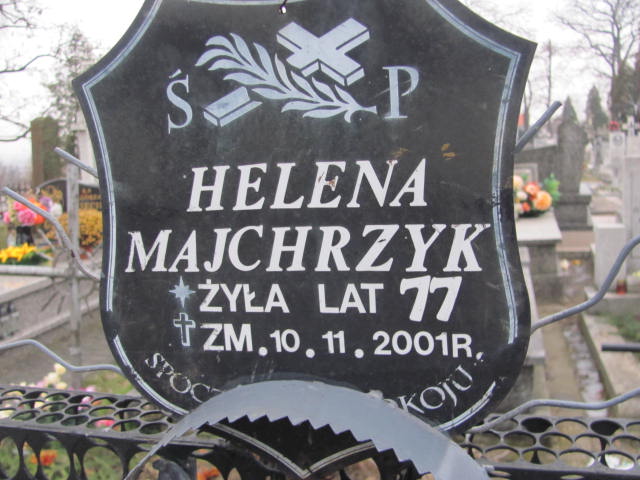 Ś P
HELENA
MAJCHRZYK
ŻYŁA LAT 77
ZM. 10. 11. 2001R.